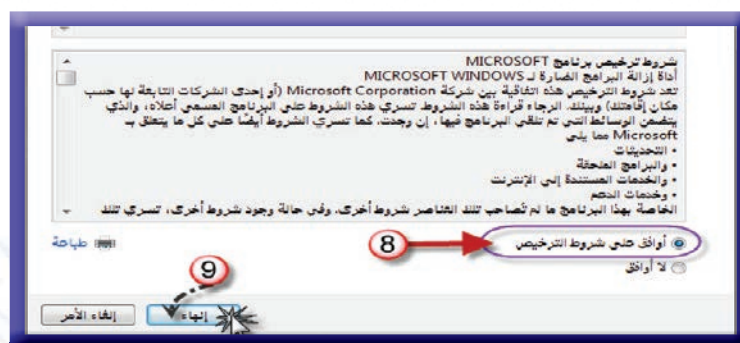 شروط ترخيص برنامج MICROSOFT
أداة إزالة البرامج الضارة لـ MICROSOFT WINDOWS
تعد شروط الترخيص هذه اتفاقية بين شركة Microsoft Corporation (أو إحدى الشركات التابعة لها حسب
مكان إقامتك) وبينك. الرجاء قراءة هذه الشروط. تسري هذه الشروط على البرنامج المسمى أعلاه، والذي
يتضمن الوسائط التي تم تلقي البرنامج فيها، إن وجدت. كما تسري الشروط أيضًا على كل ما يتعلق بـ
Microsoft مما يلي
• التحديثات
• والبرامج الملحقة
• والخدمات المستندة إلى الإنترنت
• وخدمات الدعم
الخاصة بهذا البرنامج ما لم تُصاحب تلك العناصر شروط أخرى. وفي حالة وجود شروط أخرى، تسري تلك
أوافق على شروط الترخيص
8
طباعة
لا أوافق
9
إنهاء
إلغاء الأمر